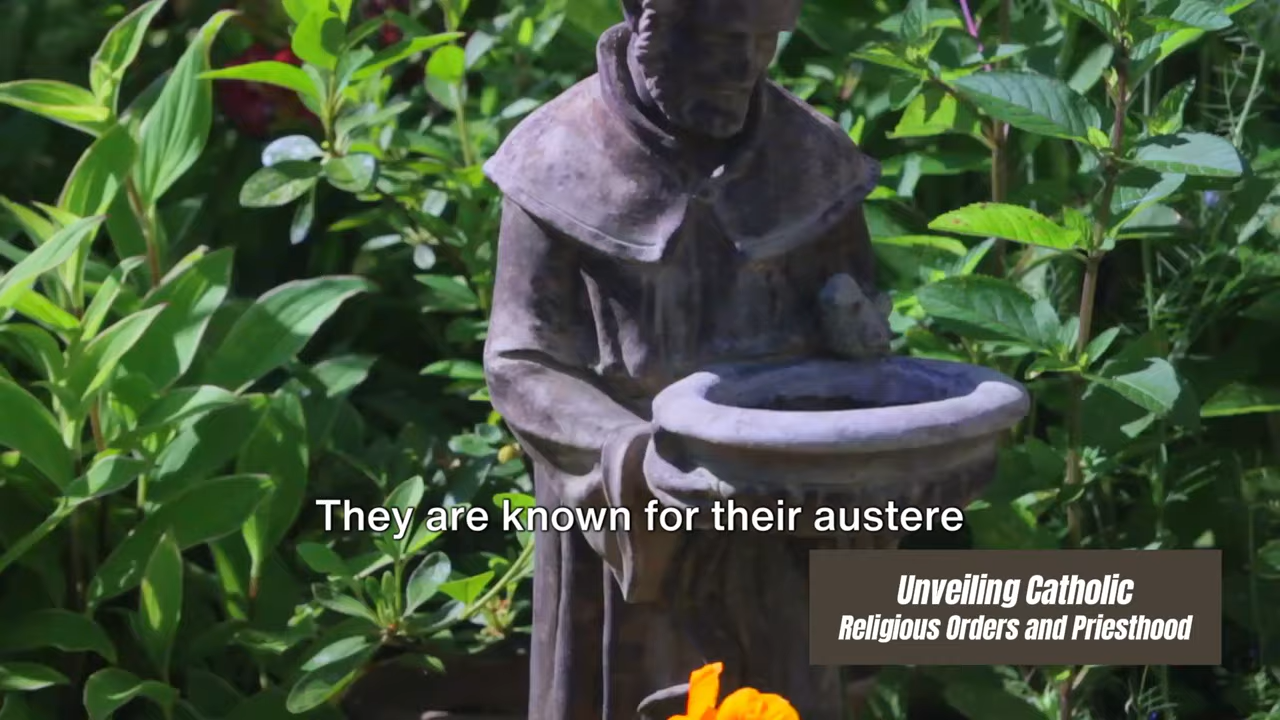 They are known for their austere
Unveiling Catholic
Religious Orders and Priesthood